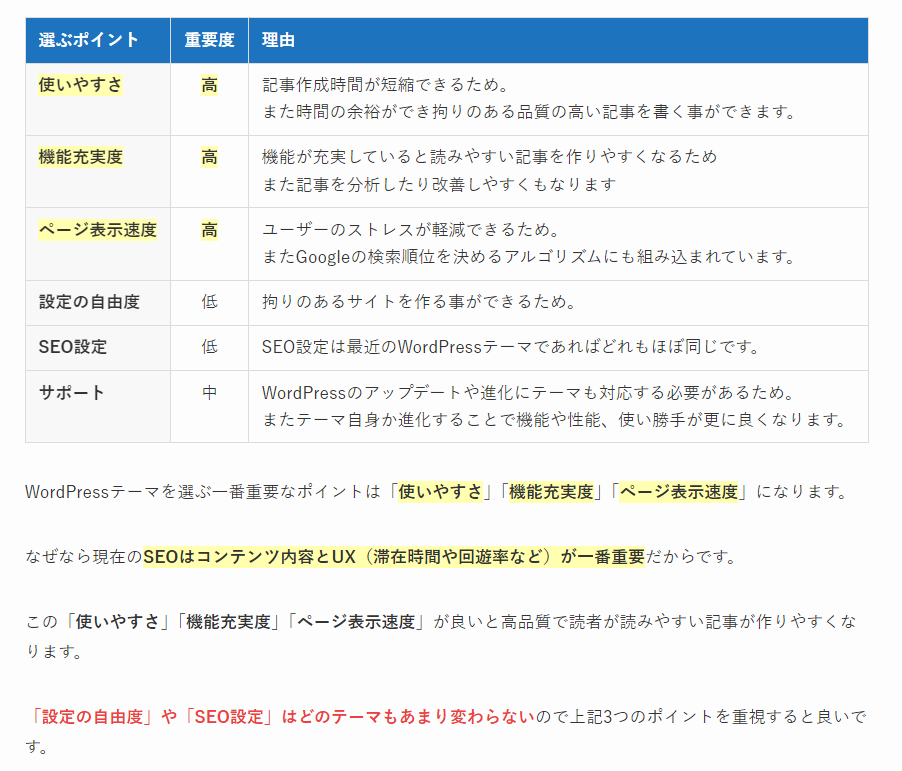 選ぶポイント 重要度 理由
使いやすさ 高 記事作成時間が短縮できるため。
また時間の余裕ができ拘りのある品質の高い記事を書く事ができます。
機能充実度 高 機能が充実していると読みやすい記事を作りやすくなるため
また記事を分析したり改善しやすくもなります
ページ表示速度 高 ユーザーのストレスが軽減できるため。
またGoogleの検索順位を決めるアルゴリズムにも組み込まれています。
設定の自由度 低 拘りのあるサイトを作る事ができるため。
SEO設定 低 SEO設定は最近のWordPressテーマであればどれもほぼ同じです。
サポート 中 WordPressのアップデートや進化にテーマも対応する必要があるため。
またテーマ自身か進化することで機能や性能、使い勝手が更に良くなります。
WordPressテーマを選ぶ一番重要なポイントは「使いやすさ」「機能充実度」「ページ表示速度」になります。
なぜなら現在のSEOはコンテンツ内容とUX（滞在時間や回遊率など）が一番重要だからです。
この「使いやすさ」「機能充実度」「ページ表示速度」が良いと高品質で読者が読みやすい記事が作りやすくな
ります。
「設定の自由度」や「SEO設定」はどのテーマもあまり変わらないので上記3つのポイントを重視すると良いで
す。